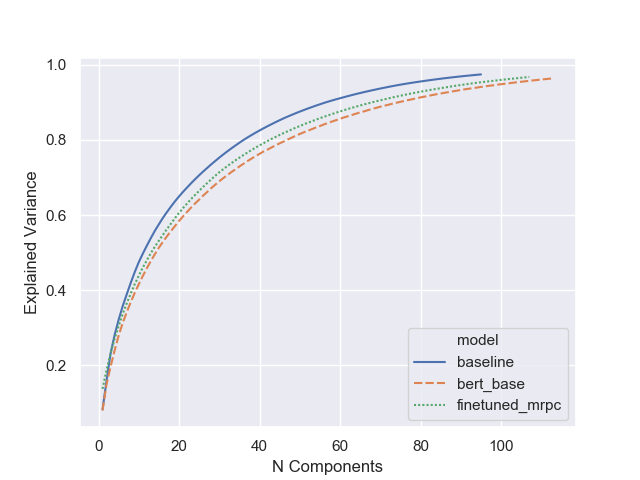 1.0
0.8
0.6
0.4
0.2
Explained Variance
0 20 40 60 80 100
N Components
model
baseline
bert_base
finetuned_mrpc